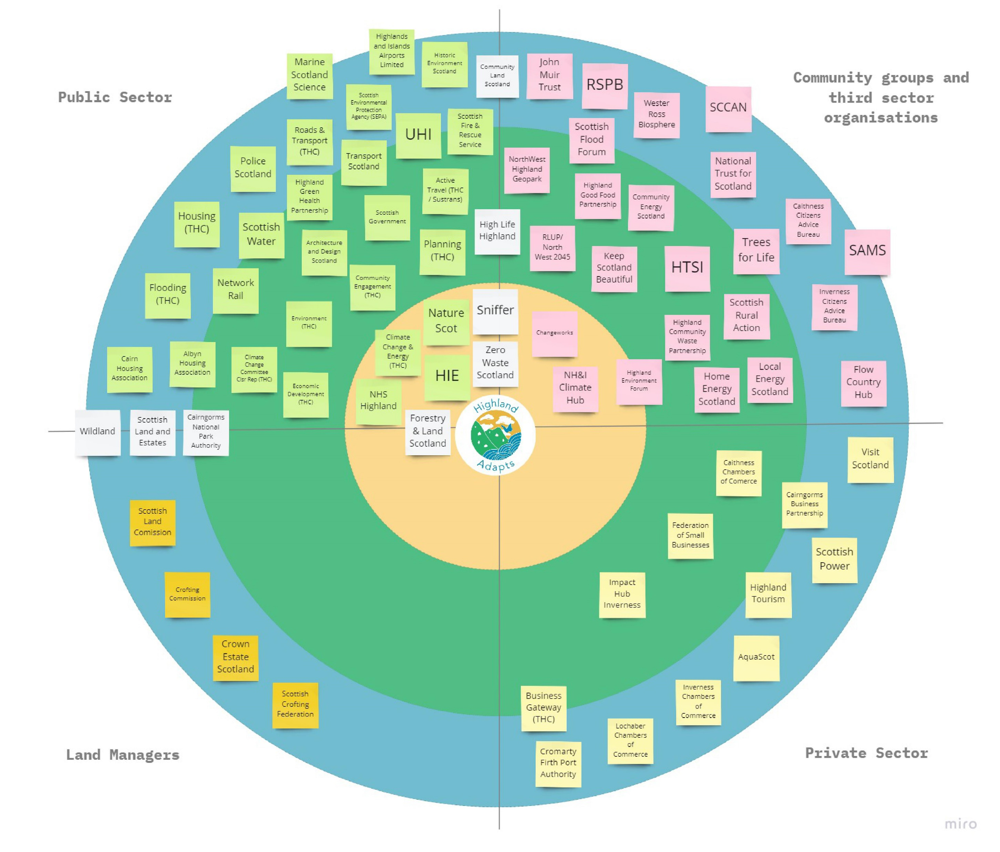 Public Sector
Community groups and
third sector
organisations
Land Managers
Private Sector
Highlands
and Islands
Airports
Limited
Historic
Environment
Scotland
Community
Land
Scotland
John
Muir
Trust
RSPB
Marine
Scotland
Science
Scottish
Environmental
Protection
Agency (SEPA)
Wester
Ross
Biosphere
SCCAN
Roads &
Transport
(THC)
UHI
Scottish
Fire &
Rescue
Service
Scottish
Flood
Forum
Police
Scotland
Transport
Scotland
NorthWest
Highland
Geopark
National
Trust for
Scotland
Highland
Green
Health
Partnership
Active
Travel (THC
/ Sustrans)
Highland
Good Food
Partnership
Community
Energy
Scotland
Housing
(THC)
Scottish
Water
Scottish
Government
High Life
Highland
Caithness
Citizens
Advice
Bureau
Architecture
and Design
Scotland
Planning
(THC)
RLUP/
North
West 2045
Keep
Scotland
Beautiful
HTSI
Trees
for Life
SAMS
Flooding
(THC)
Network
Rail
Community
Engagement
(THC)
Inverness
Citizens
Advice
Bureau
Environment
(THC)
Nature
Scot
Sniffer
Changeworks
Scottish
Rural
Action
Highland
Community
Waste
Partnership
Climate
Change &
Energy
(THC)
Zero
Waste
Scotland
Cairn
Housing
Association
Albyn
Housing
Association
Climate
Change
Committee
Clsr Rep (THC)
Economic
Development
(THC)
NHS
Highland
HIE
NH&I
Climate
Hub
Highland
Environment
Forum
Home
Energy
Scotland
Local
Energy
Scotland
Flow
Country
Hub
Wildland
Scottish
Land and
Estates
Cairngorms
National
Park
Authority
Forestry
& Land
Scotland
Highland
Adapts
Visit
Scotland
Caithness
Chambers
of Comerce
Cairngorms
Business
Partnership
Scottish
Land
Comission
Federation
of Small
Businesses
Scottish
Power
Crofting
Commission
Impact
Hub
Inverness
Highland
Tourism
Crown
Estate
Scotland
AquaScot
Scottish
Crofting
Federation
Business
Gateway
(THC)
Inverness
Chambers
of
Commerce
Lochaber
Chambers
of
Commerce
Cromarty
Firth Port
Authority
miro